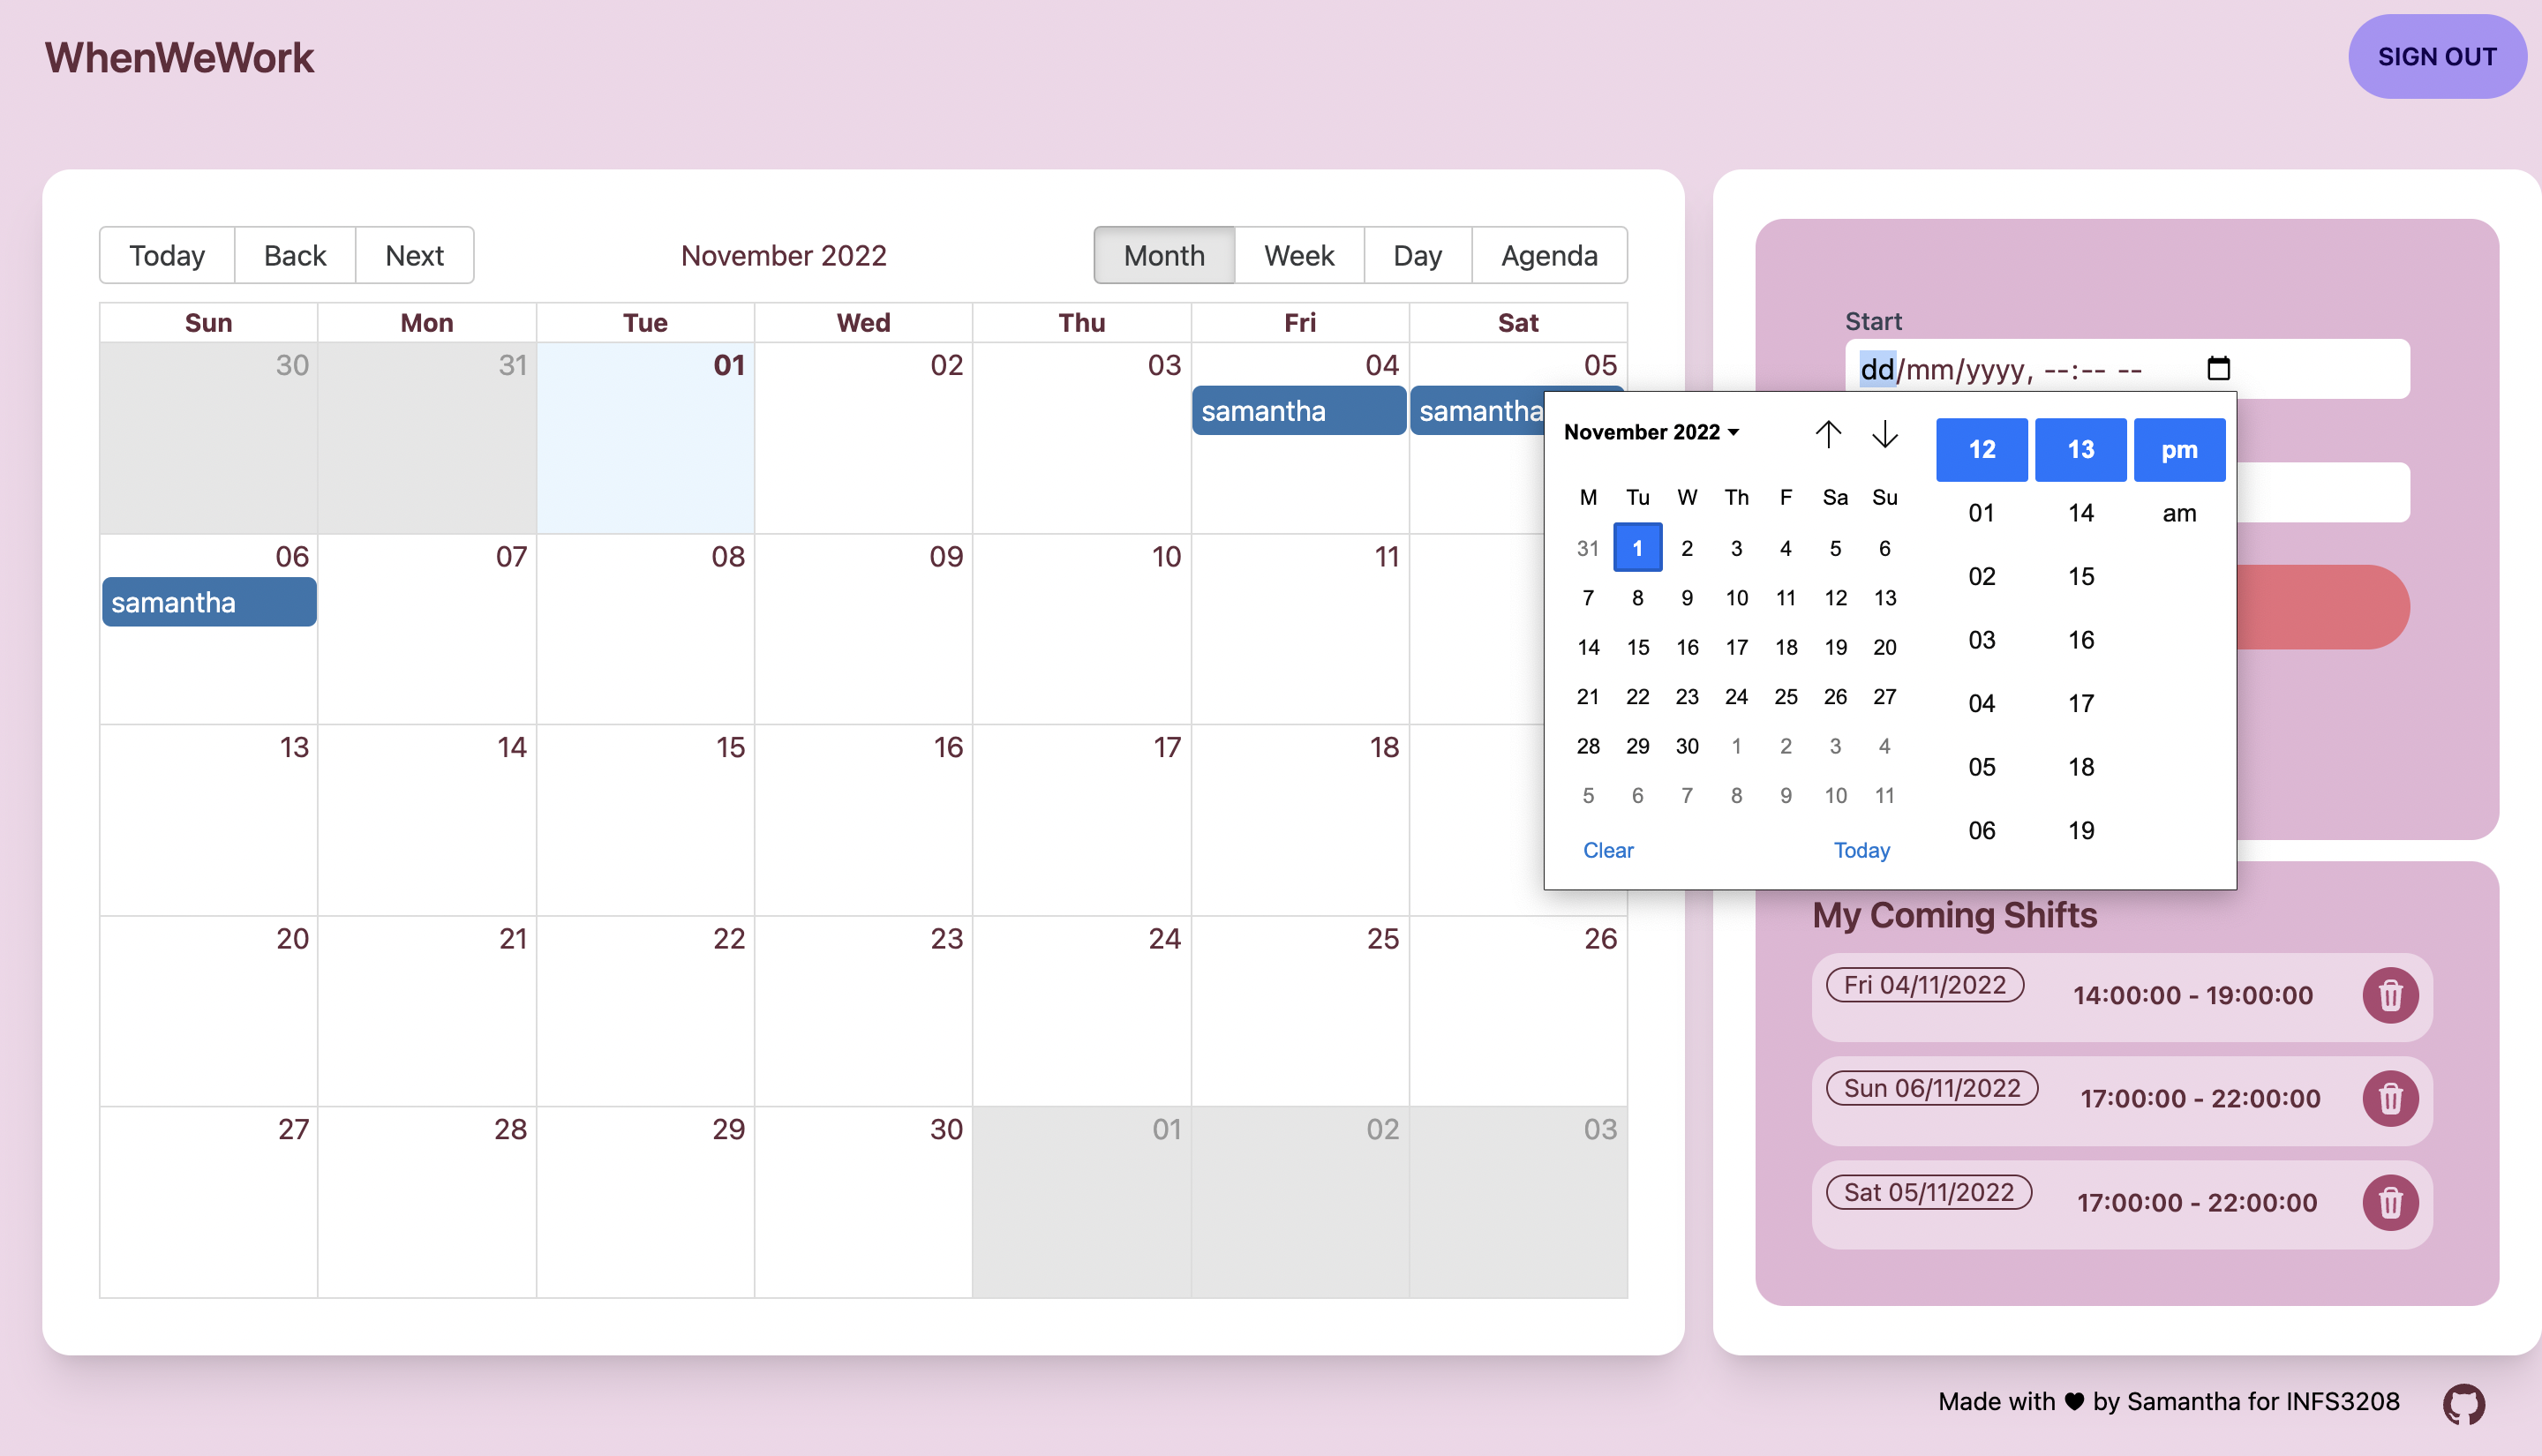 WhenWeWork
SIGN OUT
Today Back Next
November 2022
Month Week Day Agenda
Sun Mon Tue Wed Thu Fri Sat
30 31 01 02 03 04 05
samantha samantha
06 07 08 09 10 11
samantha
13 14 15 16 17 18
20 21 22 23 24 25 26
27 28 29 30 01 02 03
Start
dd/mm/yyyy, --:-- --
November 2022
M Tu W Th F Sa Su
31 1 2 3 4 5 6
7 8 9 10 11 12 13
14 15 16 17 18 19 20
21 22 23 24 25 26 27
28 29 30 1 2 3 4
5 6 7 8 9 10 11
Clear Today
12 13 pm
01 14 am
02 15
03 16
04 17
05 18
06 19
My Coming Shifts
Fri 04/11/2022 14:00:00 - 19:00:00
Sun 06/11/2022 17:00:00 - 22:00:00
Sat 05/11/2022 17:00:00 - 22:00:00
Made with ♥ by Samantha for INFS3208